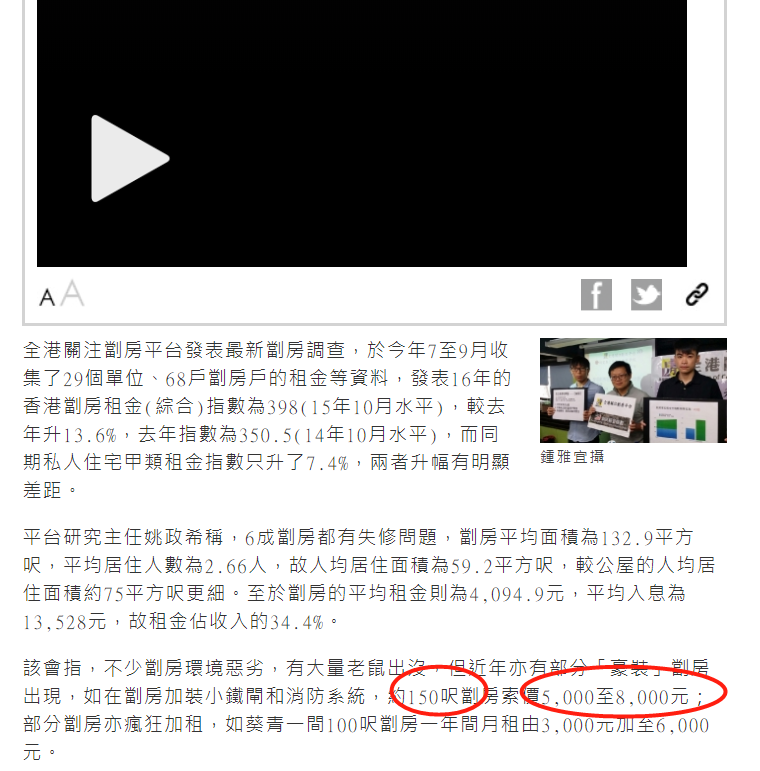 A A
f
全港關注劏房平台發表最新劏房調查，於今年7至9月收
集了29個單位、68戶劏房戶的租金等資料，發表16年的
香港劏房租金(綜合)指數為398(15年10月水平)，較去
年升13.6%，去年指數為350.5(14年10月水平)，而同
期私人住宅甲類租金指數只升了7.4%，兩者升幅有明顯
差距。
鍾雅宜攝
平台研究主任姚政希稱，6成劏房都有失修問題，劏房平均面積為132.9平方
呎，平均居住人數為2.66人，故人均居住面積為59.2平方呎，較公屋的人均居
住面積約75平方呎更細。至於劏房的平均租金則為4,094.9元，平均入息為
13,528元，故租金佔收入的34.4%。
該會指，不少劏房環境惡劣，有大量老鼠出沒，但近年亦有部分「豪裝」劏房
出現，如在劏房加裝小鐵閘和消防系統，約150呎劏房索價5,000至8,000元；
部分劏房亦瘋狂加租，如葵青一間100呎劏房一年間月租由3,000元加至6,000
元。